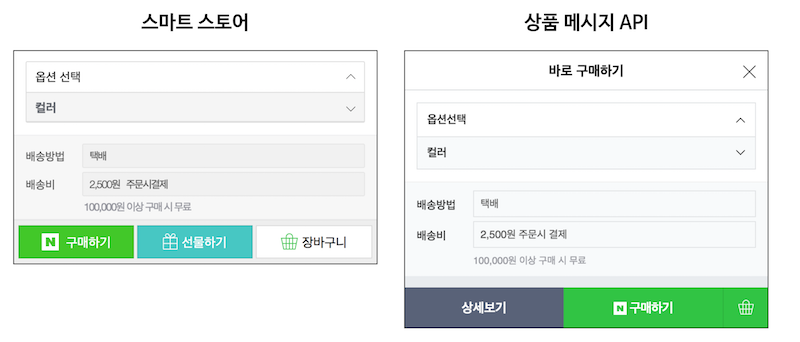 스마트 스토어
옵션 선택
컬러
배송방법 택배
배송비 2,500원 주문시결제
100,000원 이상 구매 시 무료
N 구매하기 선물하기 장바구니
상품 메시지 API
바로 구매하기
옵션선택
컬러
배송방법 택배
배송비 2,500원 주문시 결제
100,000원 이상 구매 시 무료
상세보기 N 구매하기